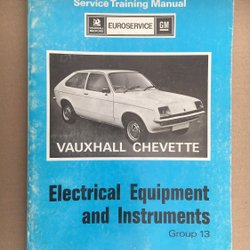 Service Training Manual
EUROSERVICE
GM
VAUXHALL CHEVETTE
Electrical Equipment
and Instruments
Group 13